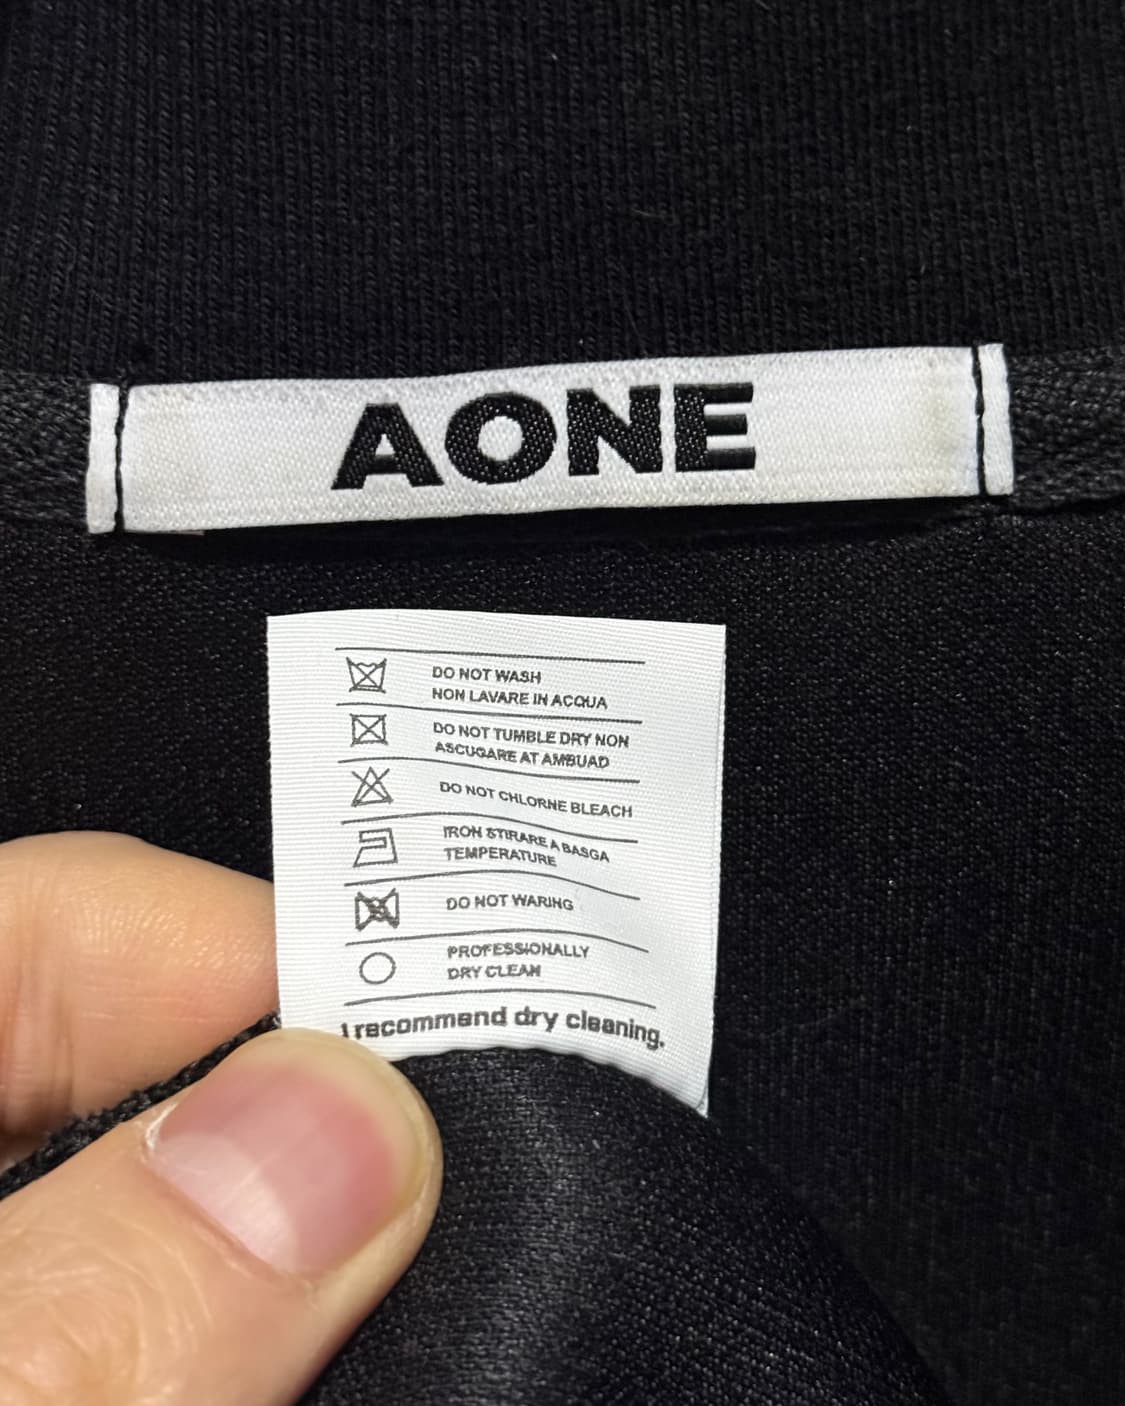 AONE
DO NOT WASH
NON LAVARE IN ACQUA
DO NOT TUMBLE DRY NON
ASCUGARE AT AMBUAD
DO NOT CHLORNE BLEACH
IRON STIRARE A BASGA
TEMPERATURE
DO NOT WARING
PROFESSIONALLY
DRY CLEAN
I recommend dry cleaning.